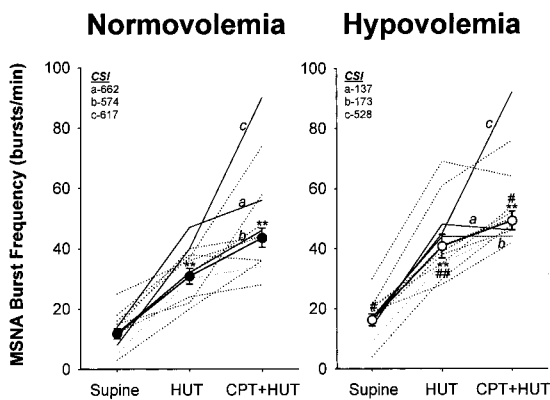 Normovolemia Hypovolemia
MSNA Burst Frequency (bursts/min)
100 100
CSI CSI
a-662 a-137
b-574 b-173
c-617 c-528
80 80
60 60
40 40
20 20
0 0
c c
a a
b b
** **
** **
# ##
#
Supine HUT CPT+HUT Supine HUT CPT+HUT